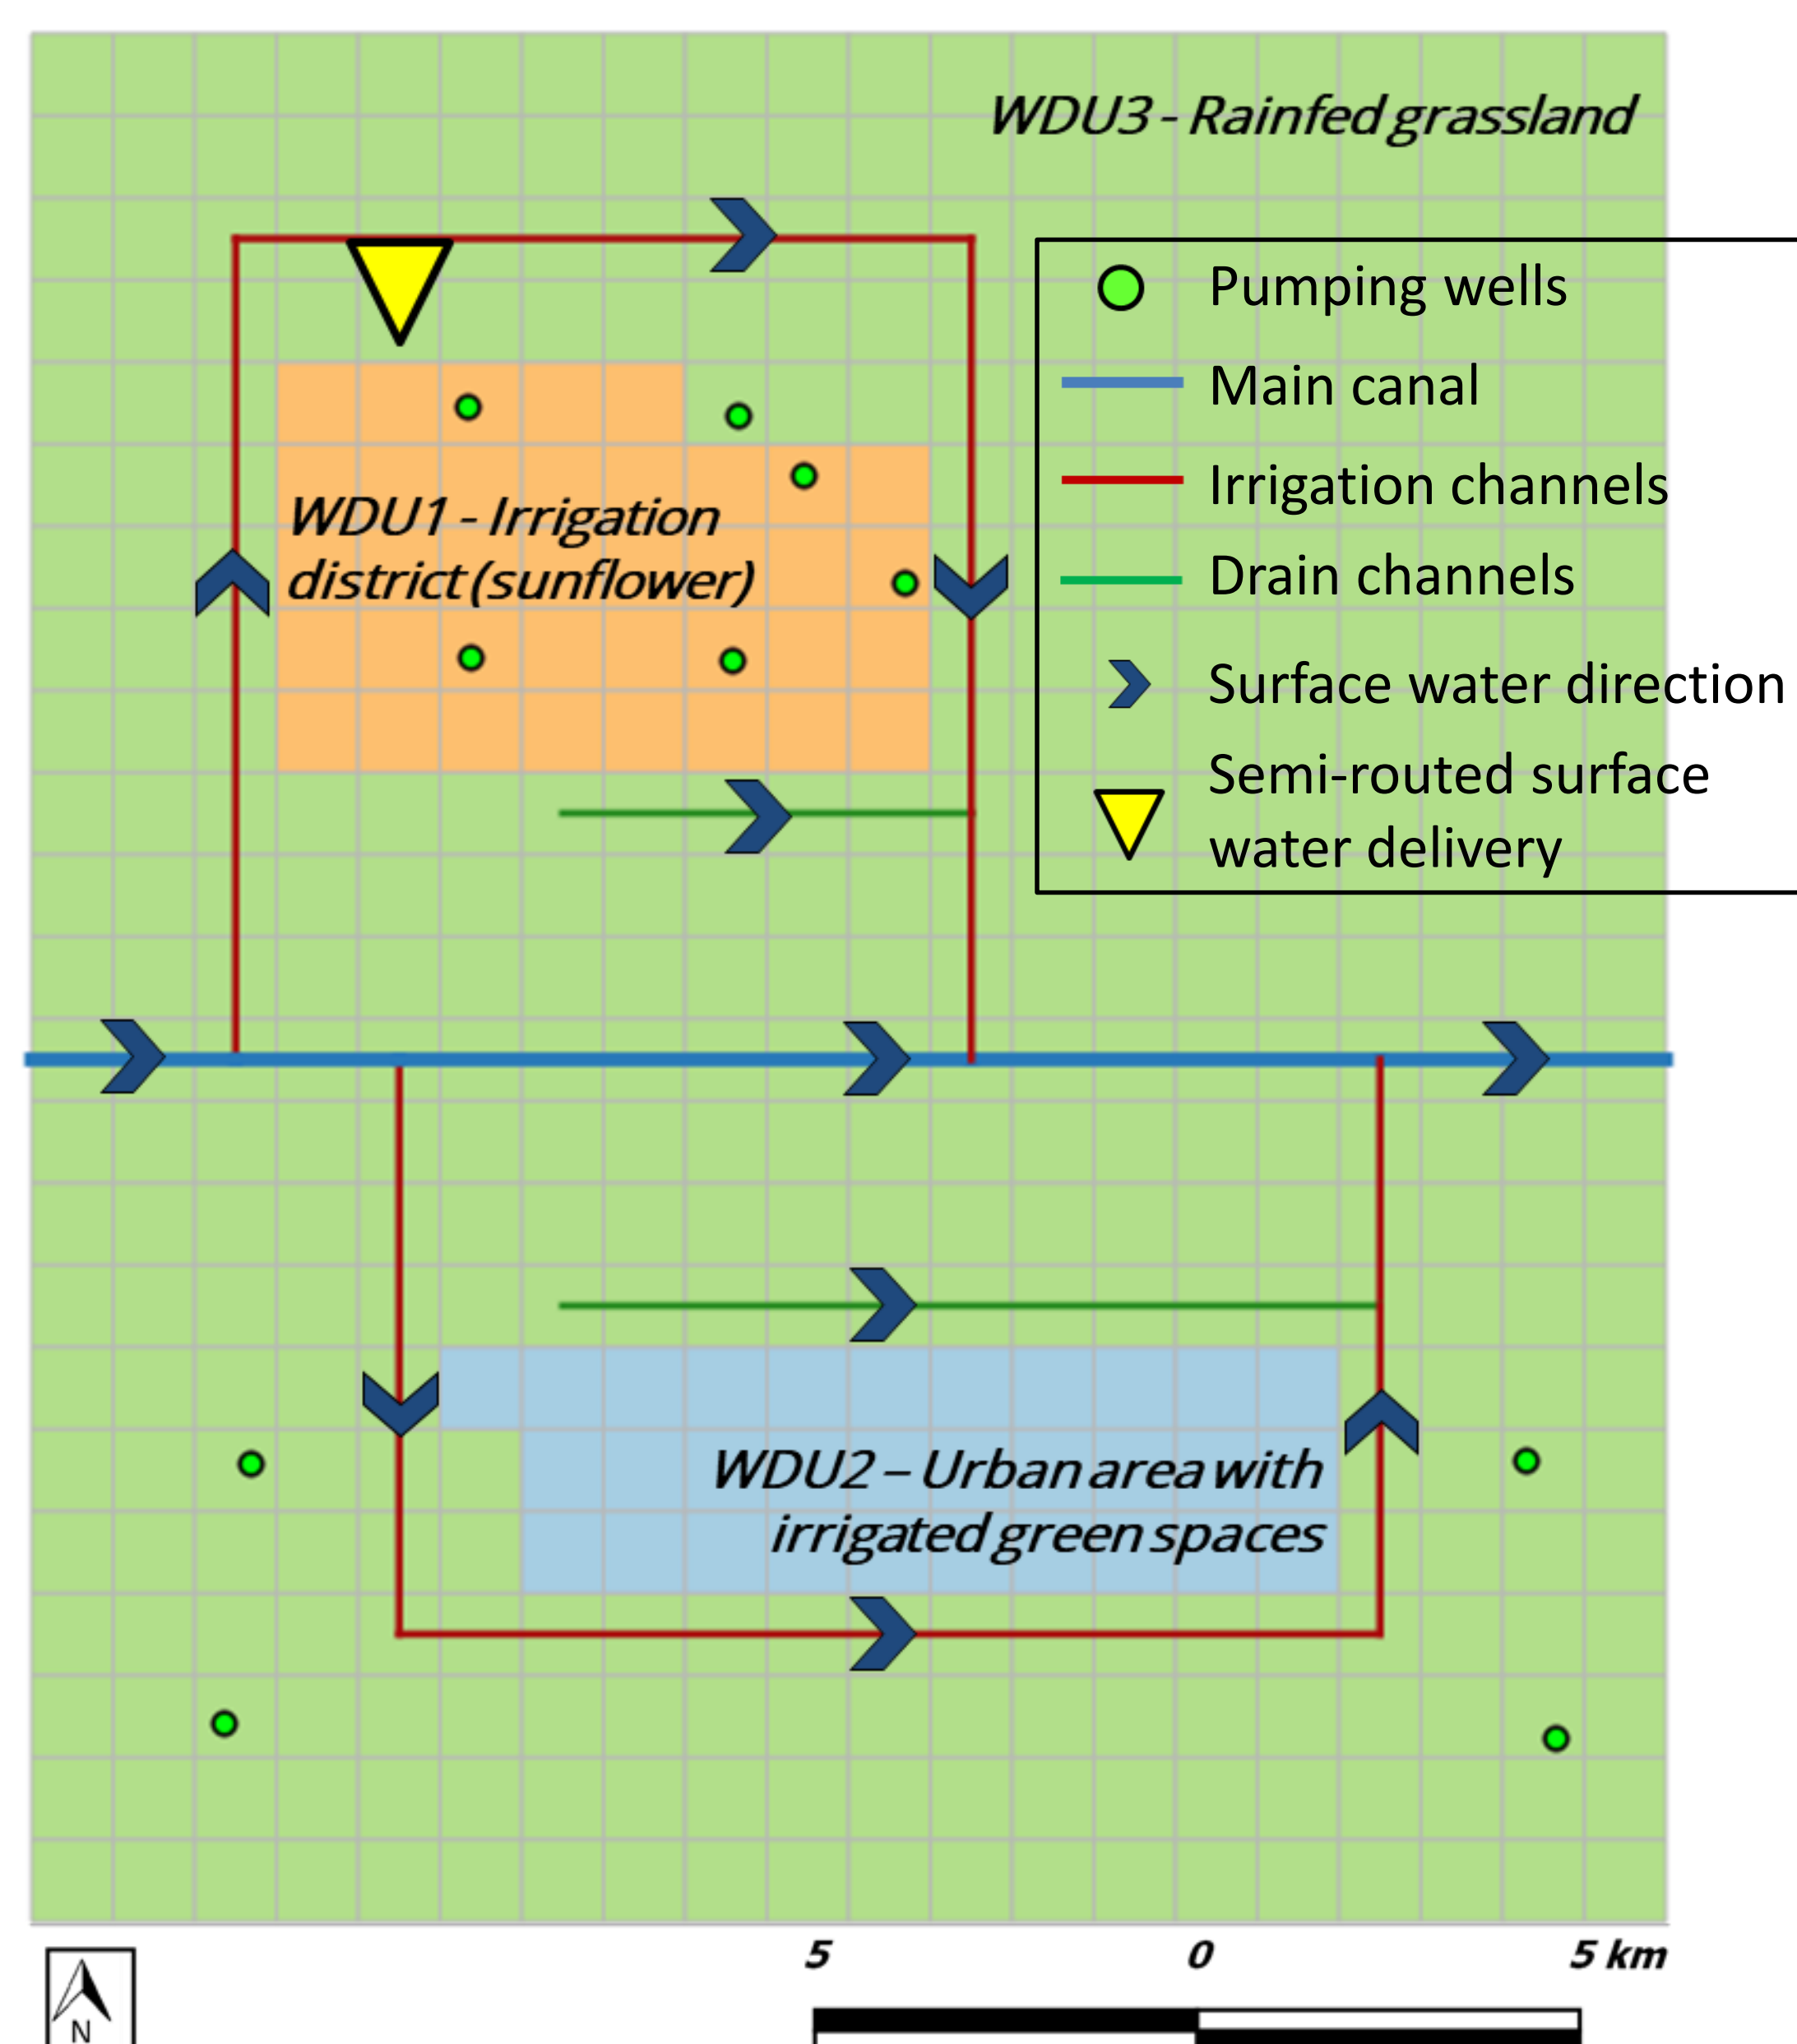 WDU3 - Rainfed grassland
Pumping wells
Main canal
Irrigation channels
Drain channels
Surface water direction
Semi-routed surface
water delivery
WDU1 - Irrigation
district (sunflower)
WDU2 – Urban area with
irrigated green spaces
5 0 5 km
N